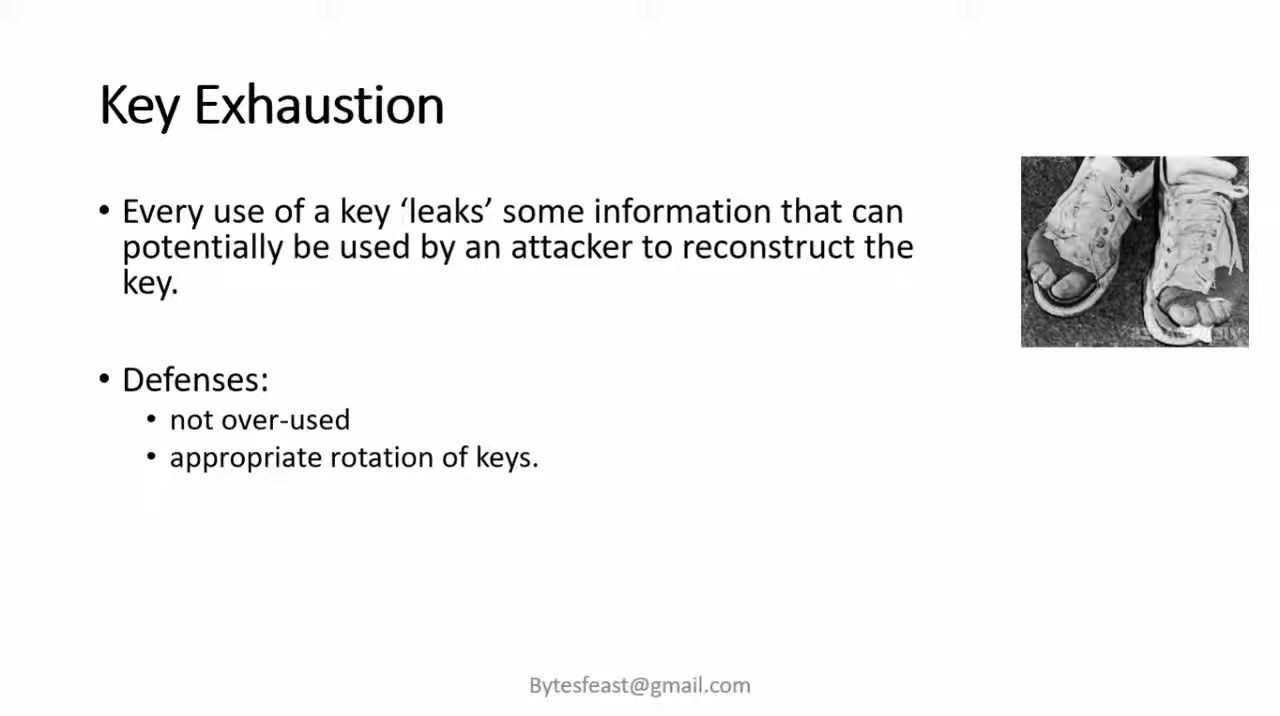 Key Exhaustion
• Every use of a key ‘leaks’ some information that can
potentially be used by an attacker to reconstruct the
key.
• Defenses:
• not over-used
• appropriate rotation of keys.
Bytesfeast@gmail.com